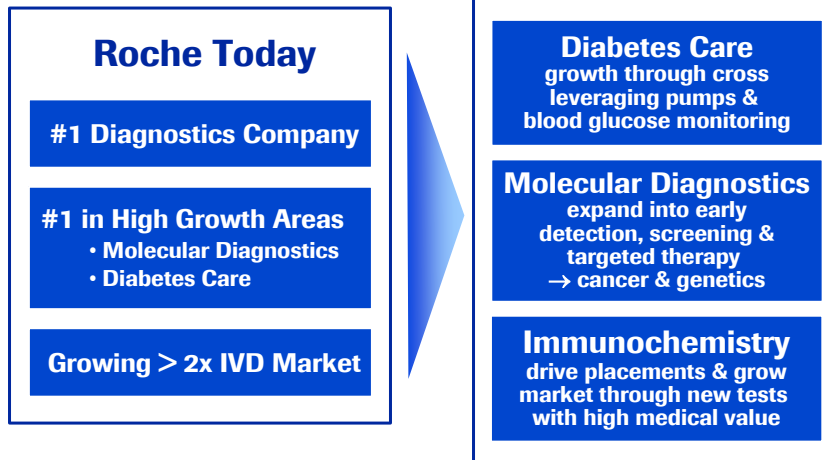 Roche Today
#1 Diagnostics Company
#1 in High Growth Areas
• Molecular Diagnostics
• Diabetes Care
Growing > 2x IVD Market
Diabetes Care
growth through cross
leveraging pumps &
blood glucose monitoring
Molecular Diagnostics
expand into early
detection, screening &
targeted therapy
→ cancer & genetics
Immunochemistry
drive placements & grow
market through new tests
with high medical value